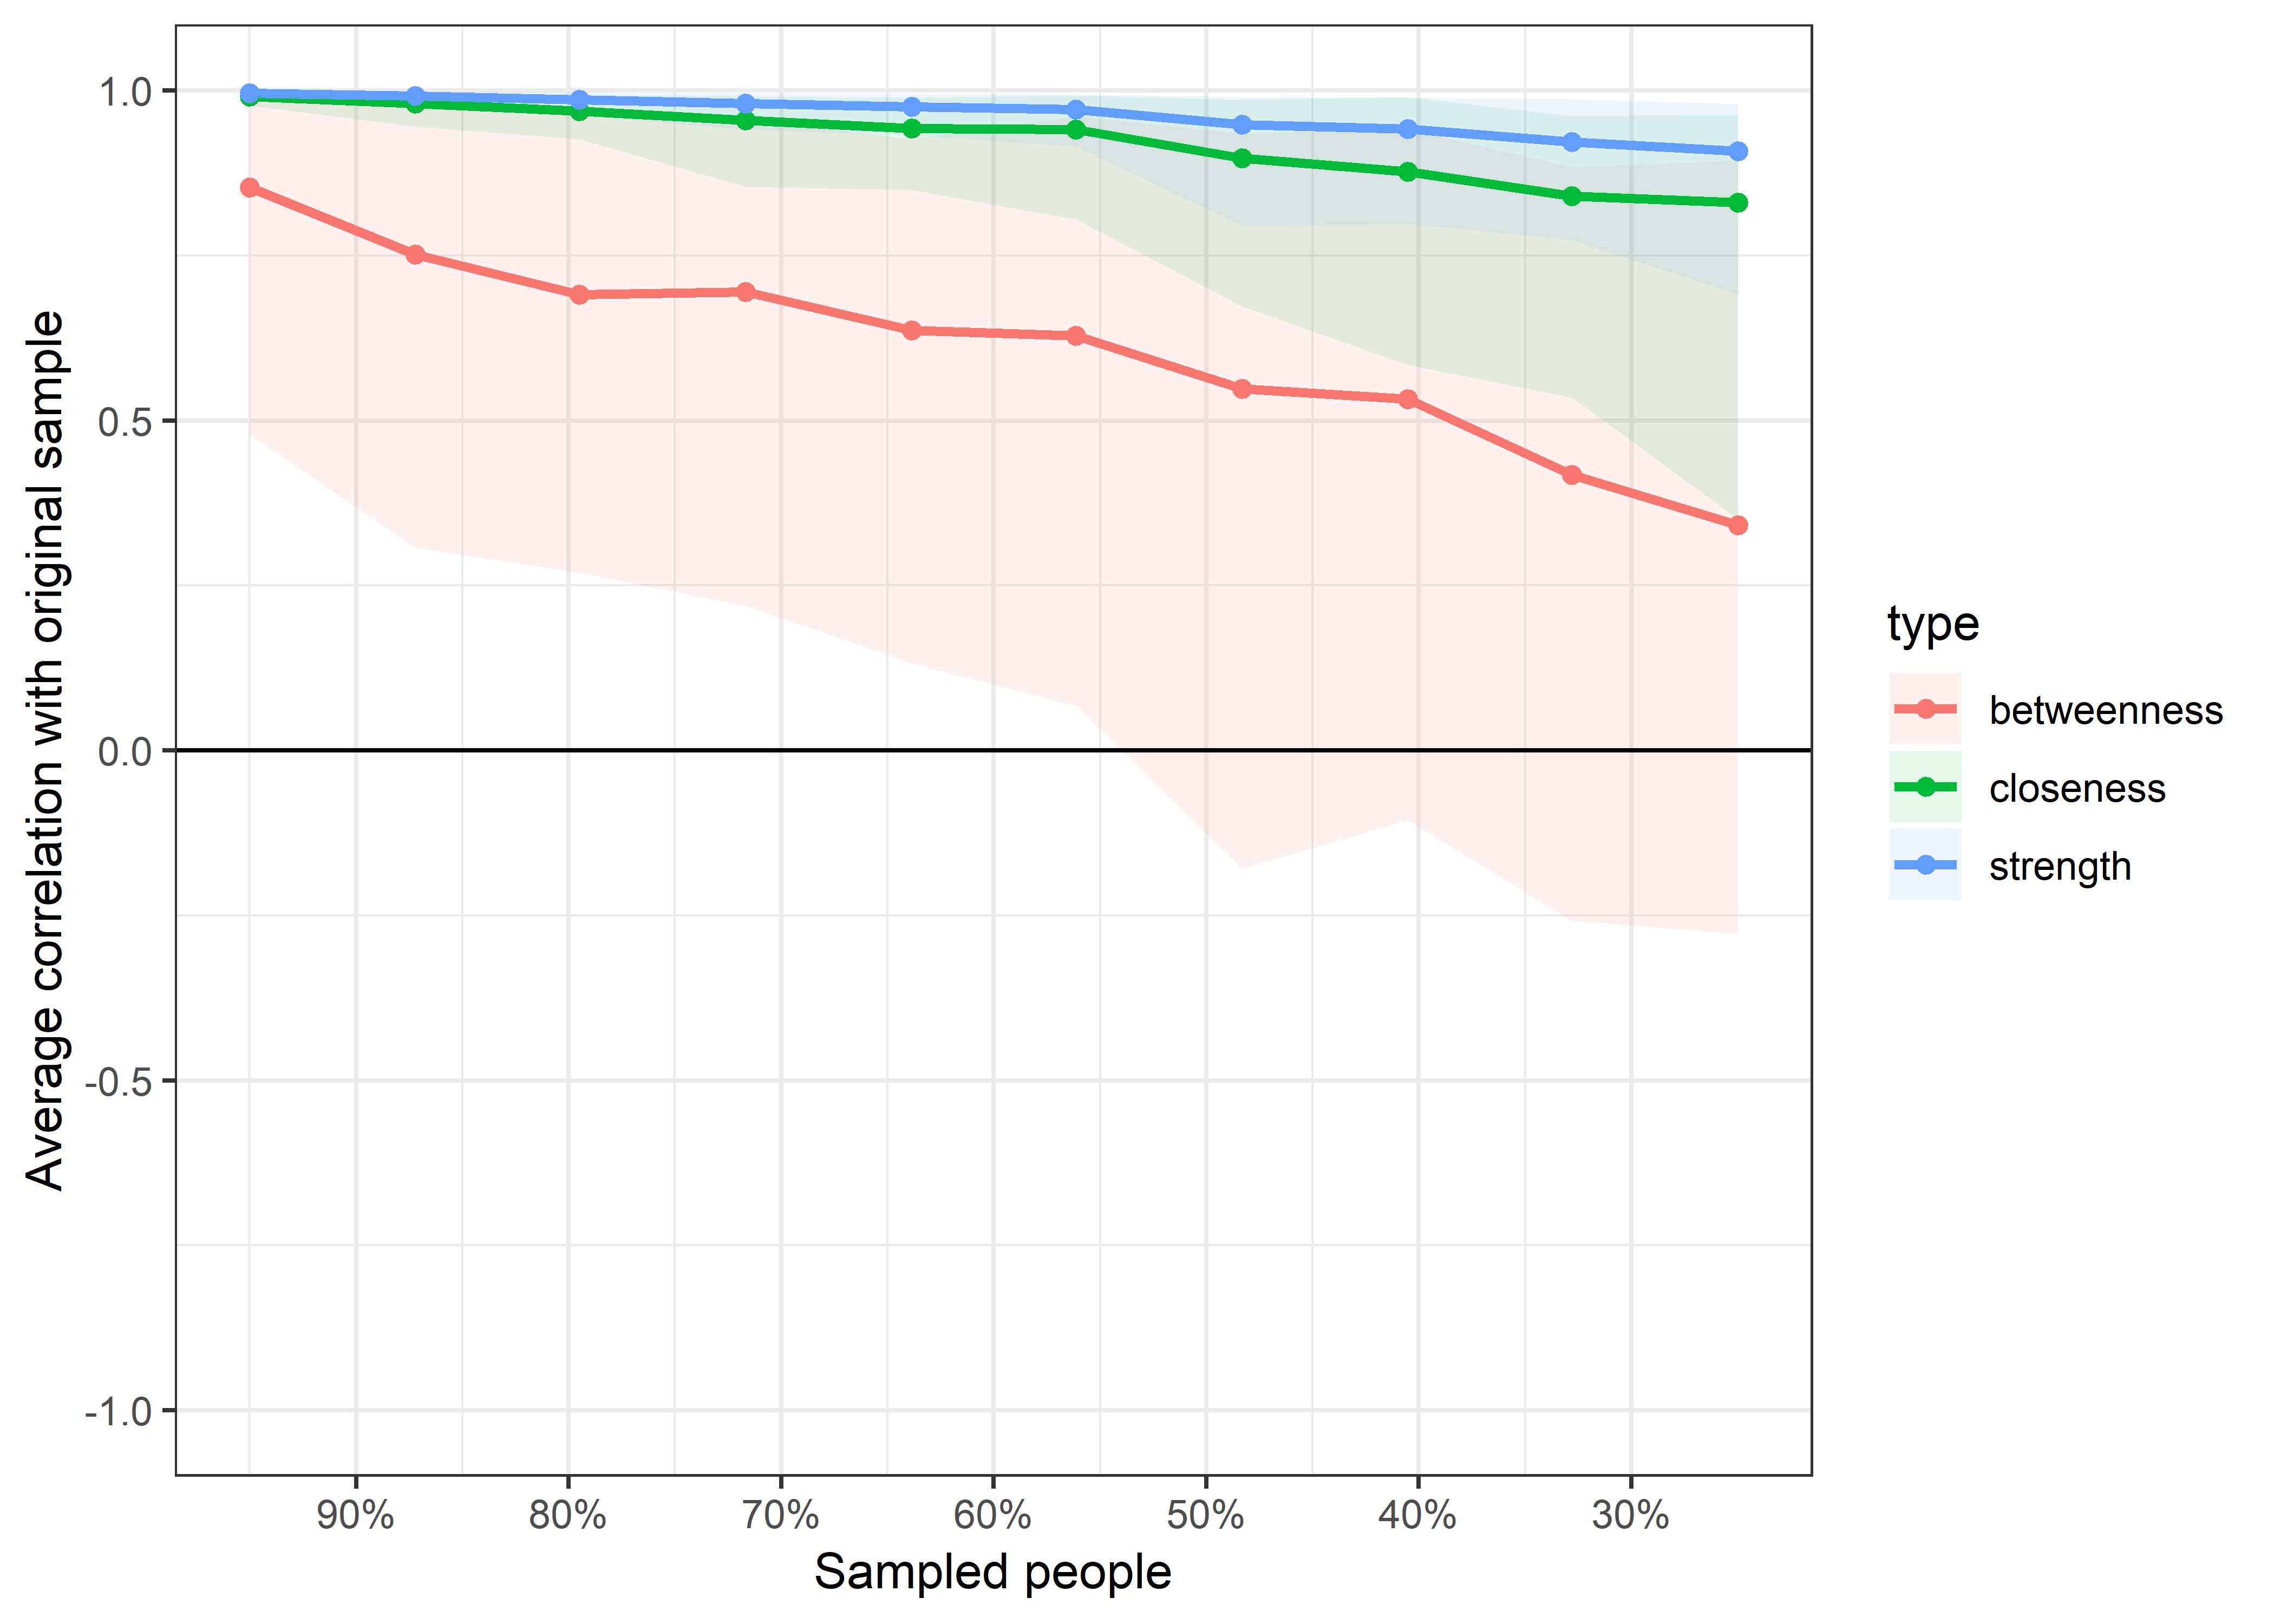 Average correlation with original sample
1.0
0.5
0.0
-0.5
-1.0
90% 80% 70% 60% 50% 40% 30%
Sampled people
type
betweenness
closeness
strength